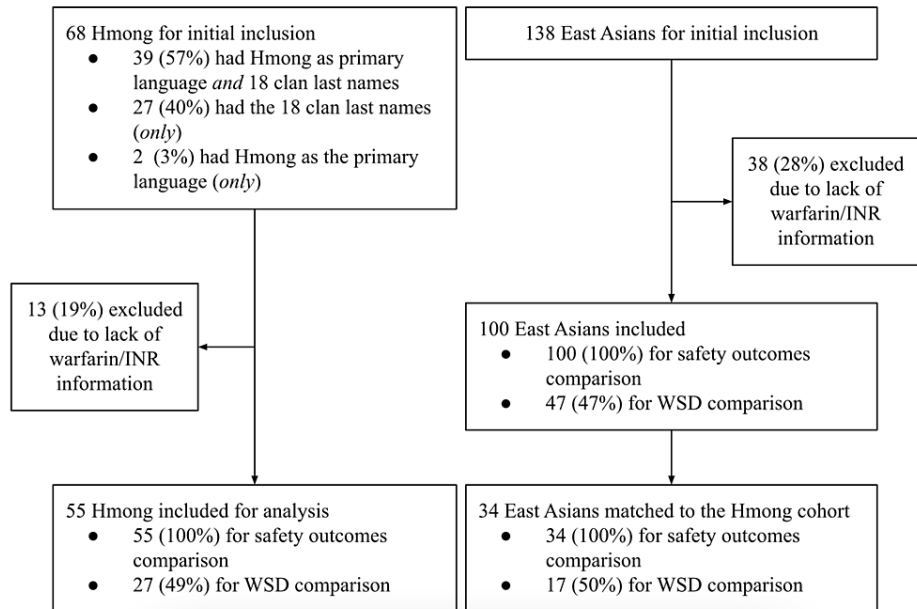 68 Hmong for initial inclusion
● 39 (57%) had Hmong as primary
language and 18 clan last names
● 27 (40%) had the 18 clan last names
(only)
● 2 (3%) had Hmong as the primary
language (only)
138 East Asians for initial inclusion
38 (28%) excluded
due to lack of
warfarin/INR
information
13 (19%) excluded
due to lack of
warfarin/INR
information
100 East Asians included
● 100 (100%) for safety outcomes
comparison
● 47 (47%) for WSD comparison
55 Hmong included for analysis
● 55 (100%) for safety outcomes
comparison
● 27 (49%) for WSD comparison
34 East Asians matched to the Hmong cohort
● 34 (100%) for safety outcomes
comparison
● 17 (50%) for WSD comparison